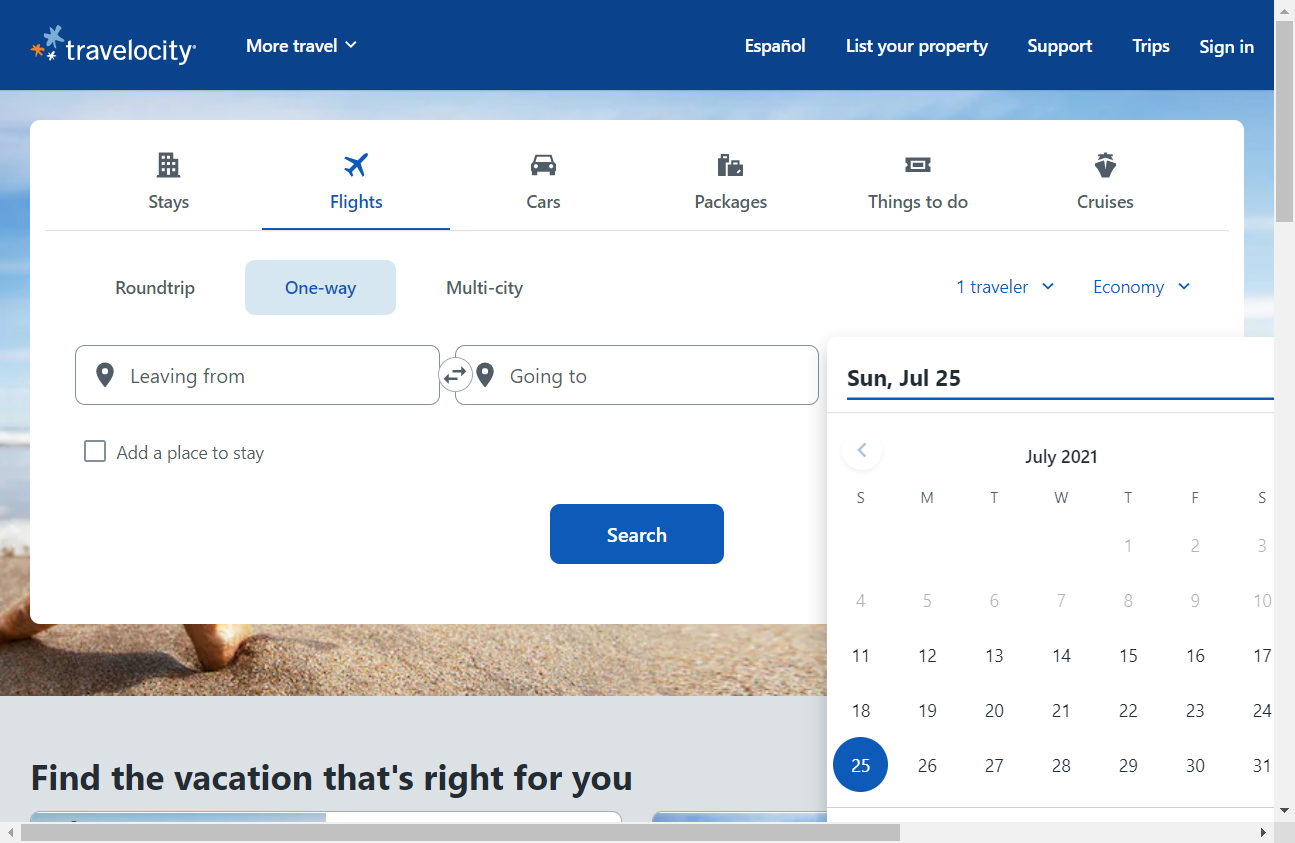 travelocity
More travel
Español
List your property
Support
Trips
Sign in
Stays
Flights
Cars
Packages
Things to do
Cruises
Roundtrip
One-way
Multi-city
1 traveler
Economy
Leaving from
Going to
Sun, Jul 25
Add a place to stay
July 2021
S M T W T F S
1 2 3
4 5 6 7 8 9 10
11 12 13 14 15 16 17
18 19 20 21 22 23 24
25 26 27 28 29 30 31
Search
Find the vacation that's right for you